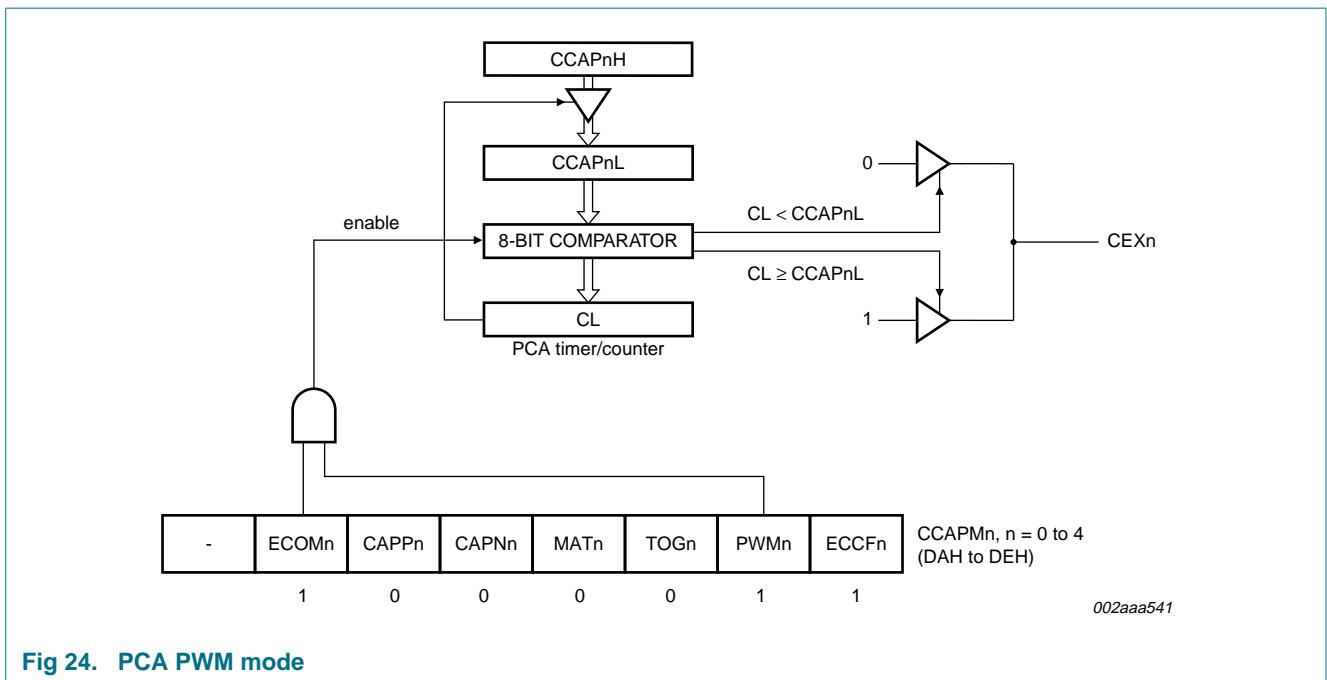 CCAPnH
CCAPnL
0
CL < CCAPnL
enable
8-BIT COMPARATOR
CEXn
CL ≥ CCAPnL
CL
1
PCA timer/counter
- ECOMn CAPPn CAPNn MATn TOGn PWMn ECCFn
CCAPMn, n = 0 to 4
(DAH to DEH)
1 0 0 0 0 1 1
002aaa541
Fig 24. PCA PWM mode